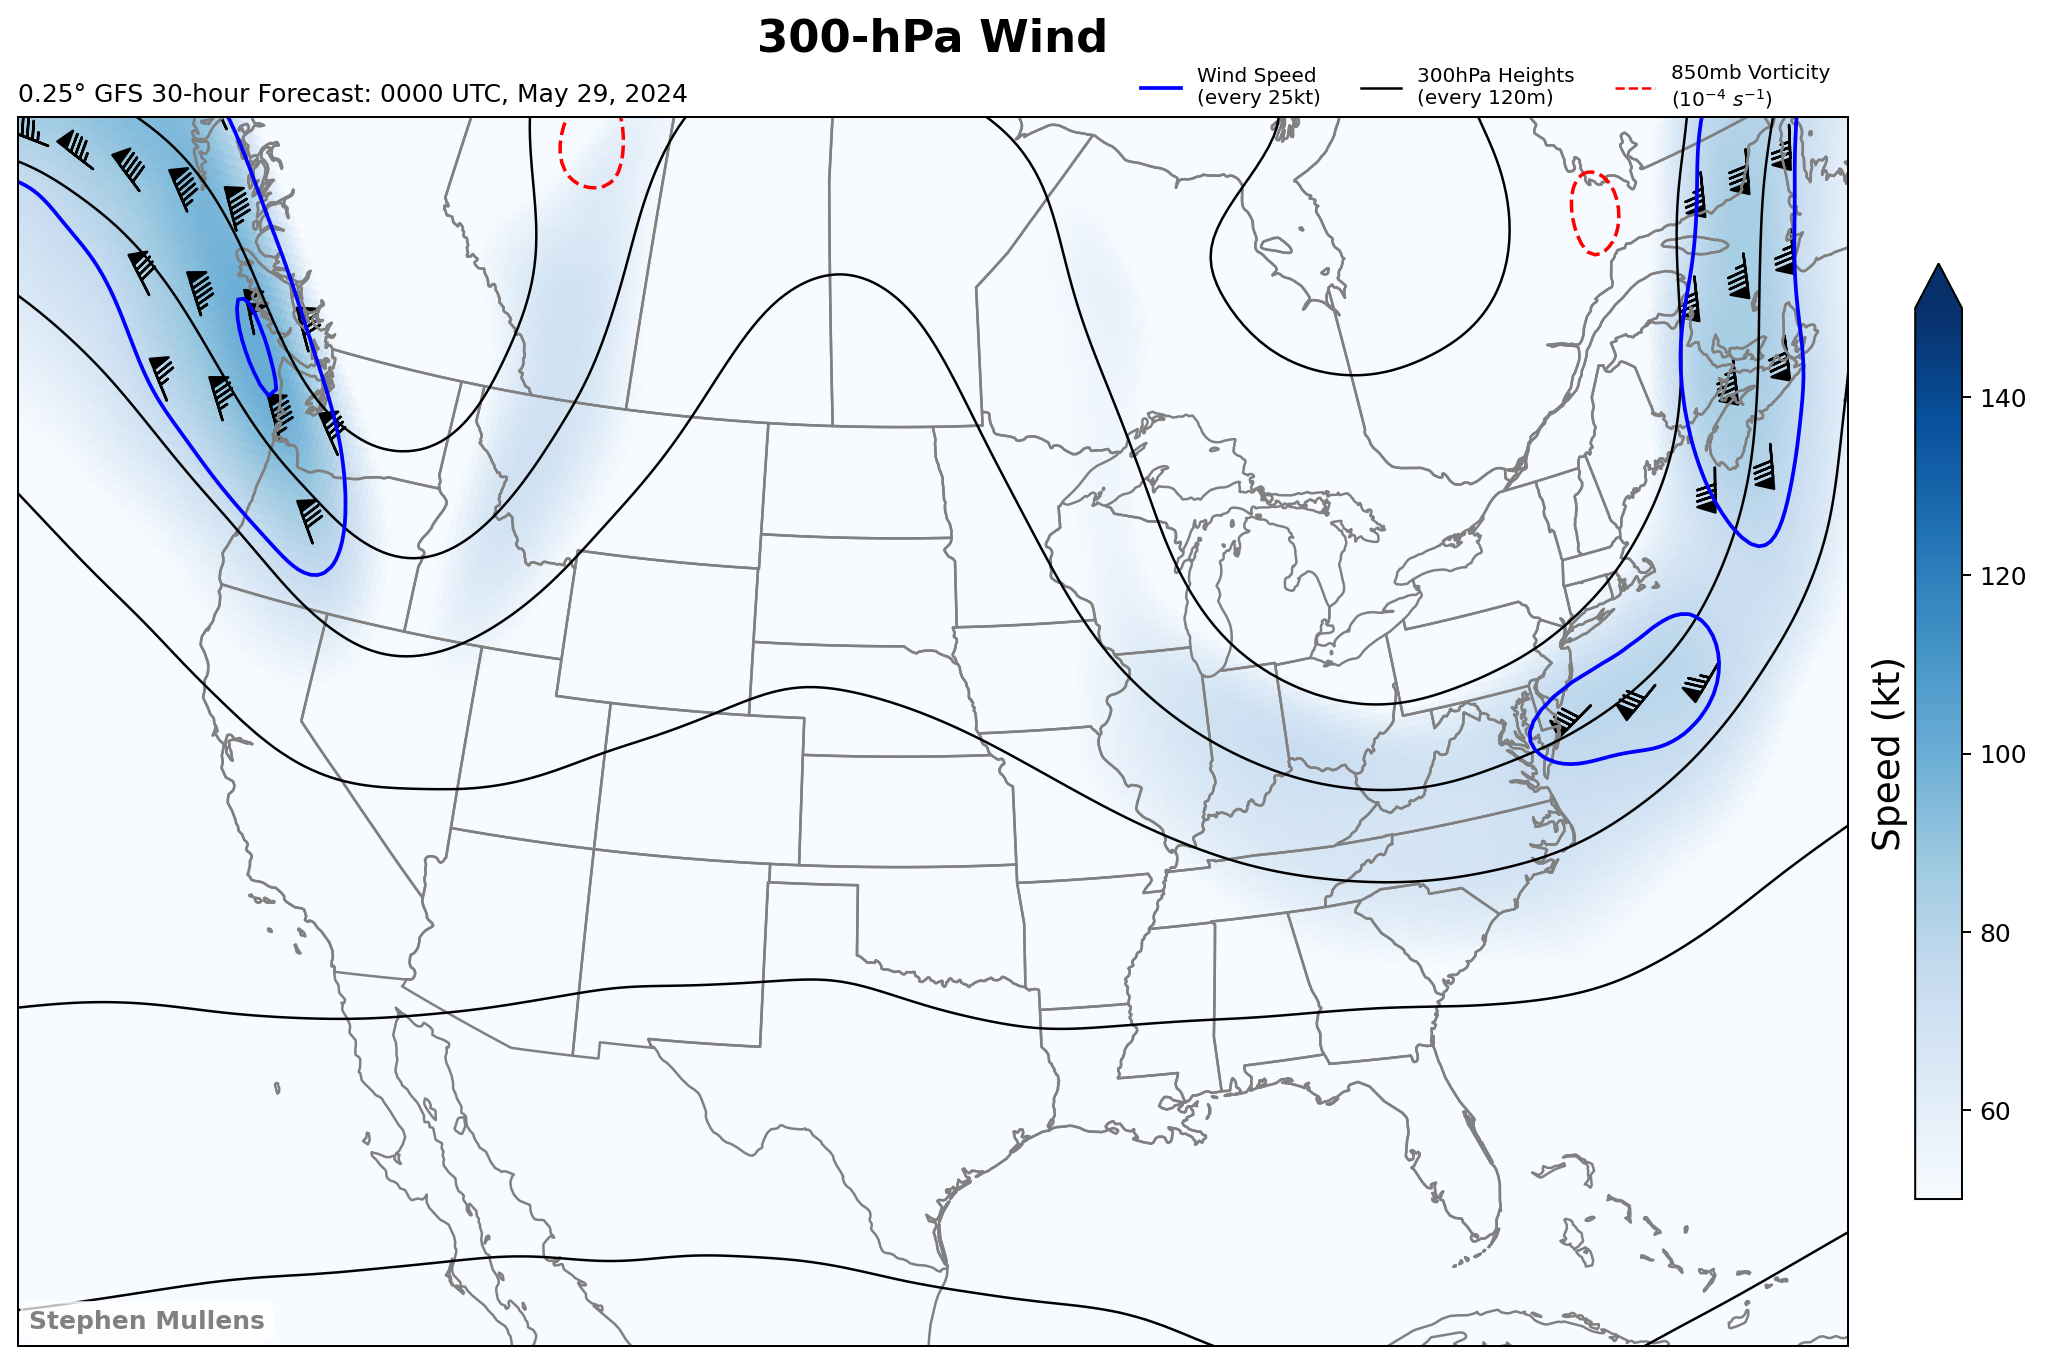 300-hPa Wind
0.25° GFS 30-hour Forecast: 0000 UTC, May 29, 2024
Wind Speed
(every 25kt)
300hPa Heights
(every 120m)
850mb Vorticity
(10⁻⁴ s⁻¹)
140
120
100
80
60
Speed (kt)
Stephen Mullens